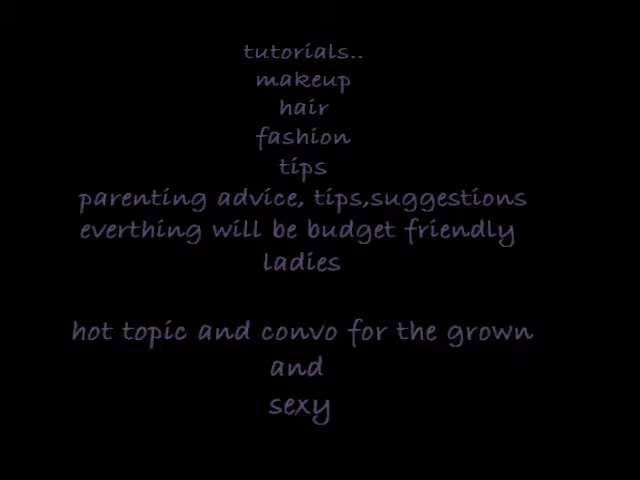 tutorials..
makeup
hair
fashion
tips
parenting advice, tips,suggestions
everthing will be budget friendly
ladies
hot topic and convo for the grown
and
sexy